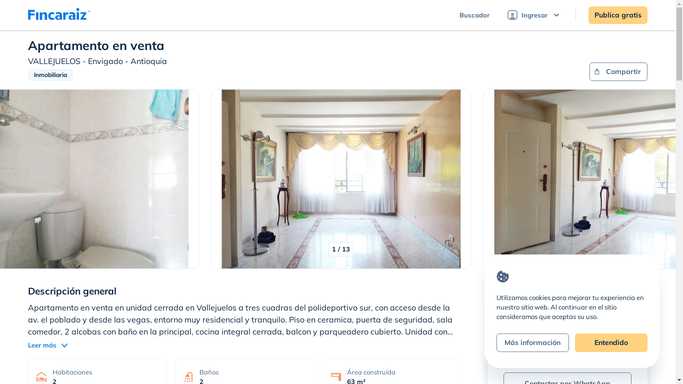 Fincaraiz
Buscador
Ingresar
Publica gratis
Apartamento en venta
VALLEJUELOS - Envigado - Antioquia
Inmobiliaria
Compartir
1 / 13
Descripción general
Apartamento en venta en unidad cerrada en Vallejuelos a tres cuadras del polideportivo sur, con acceso desde la
av. el poblado y desde las vegas, entorno muy residencial y tranquilo. Piso en ceramica, puerta de seguridad, sala
comedor, 2 alcobas con baño en la principal, cocina integral cerrada, balcon y parqueadero cubierto. Unidad con...
Leer más
Habitaciones
2
Baños
2
Área construida
63 m²
Utilizamos cookies para mejorar tu experiencia en
nuestro sitio web. Al continuar en el sitio
consideramos que aceptas su uso.
Más información
Entendido
Contactar por WhatsApp